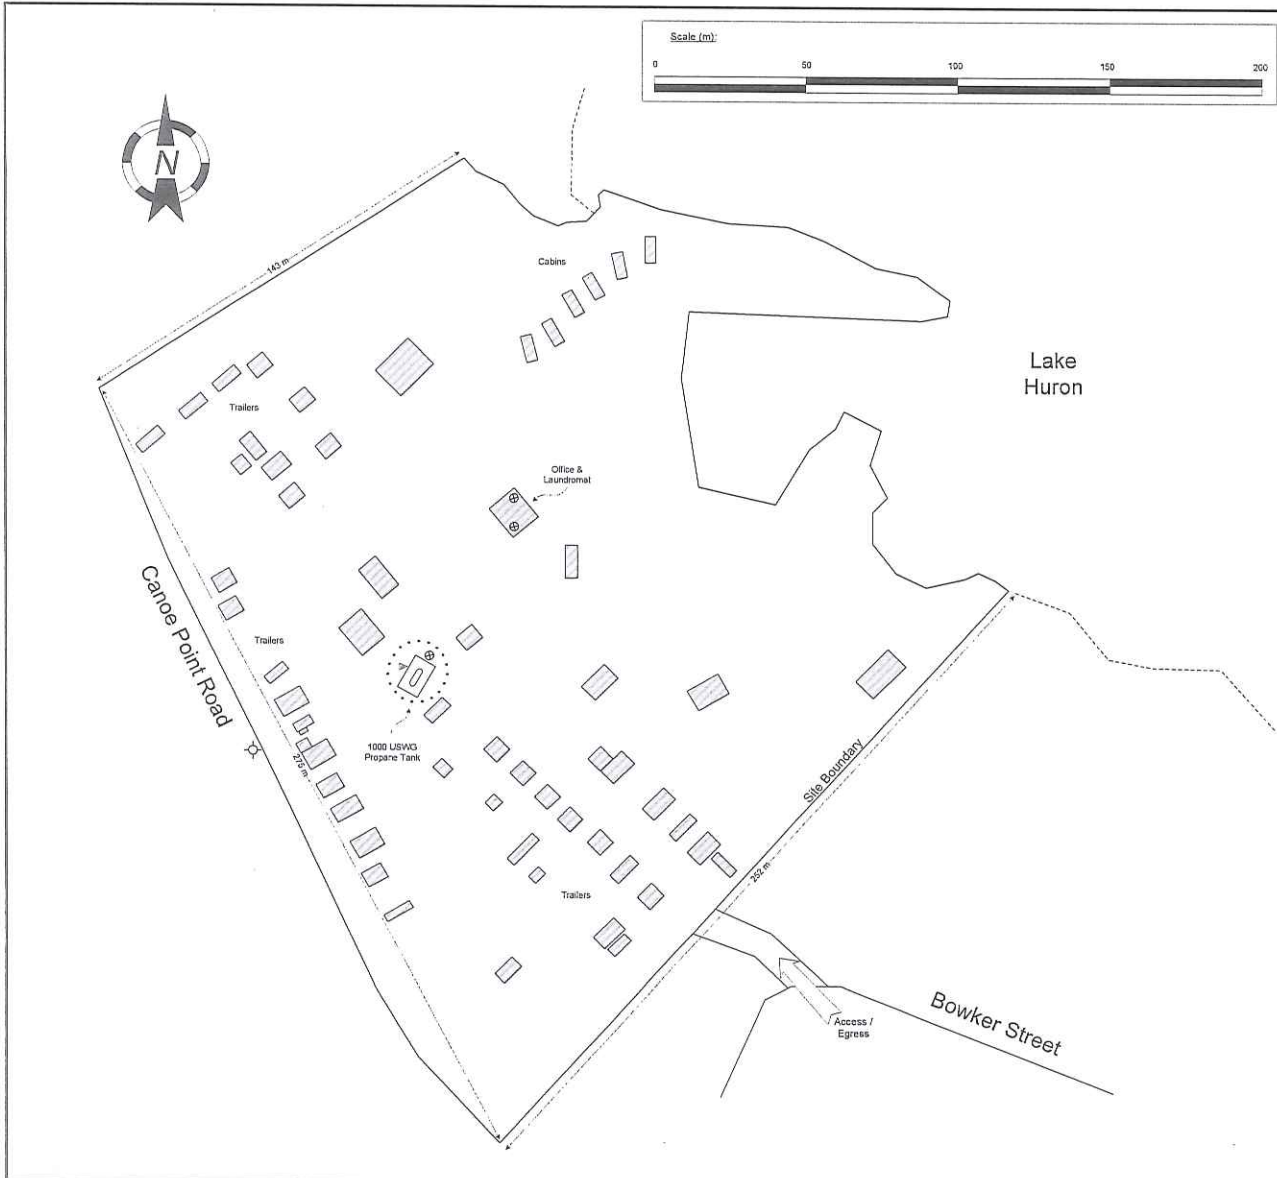 Scale (m):
0 50 100 150 200
N
143 m
Cabins
Lake
Huron
Trailers
Office &
Laundromat
Canoe Point Road
Trailers
1000 USWG
Propane Tank
275 m
Site Boundary
252 m
Trailers
Bowker Street
Access /
Egress